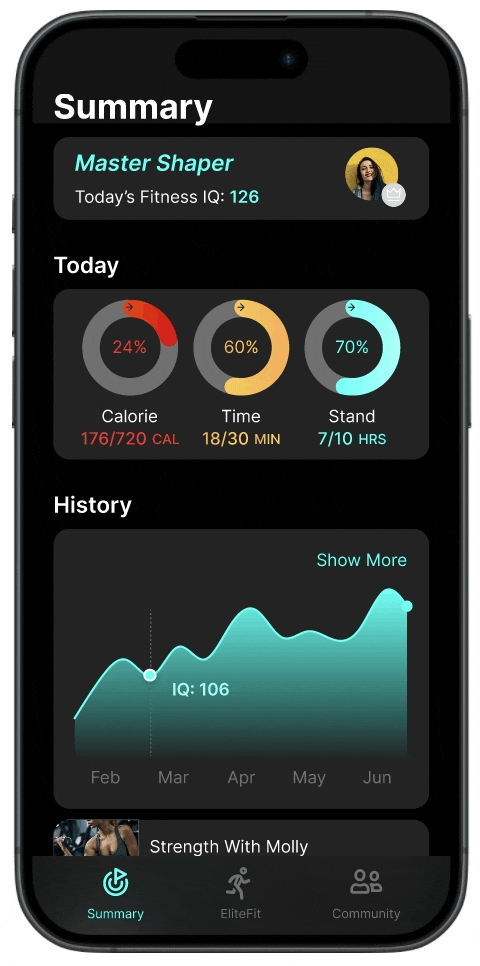 Summary
Master Shaper
Today's Fitness IQ: 126
Today
24%
60%
70%
Calorie
Time
Stand
176/720 CAL
18/30 MIN
7/10 HRS
History
Show More
IQ: 106
Feb
Mar
Apr
May
Jun
Strength With Molly
Summary
EliteFit
Community